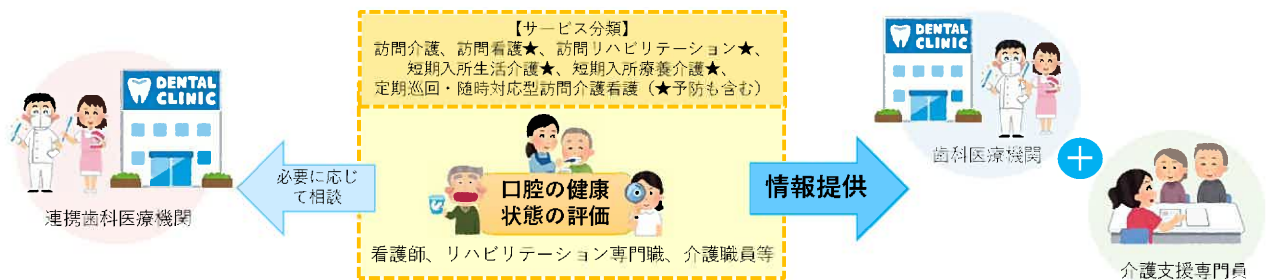 DENTAL
CLINIC
連携歯科医療機関
必要に応じ
て相談
【サービス分類】
訪問介護、訪問看護★、訪問リハビリテーション★、
短期入所生活介護★、短期入所療養介護★、
定期巡回・随時対応型訪問介護看護（★予防も含む）
口腔の健康
状態の評価
看護師、リハビリテーション専門職、介護職員等
情報提供
DENTAL
CLINIC
歯科医療機関
＋
介護支援専門員